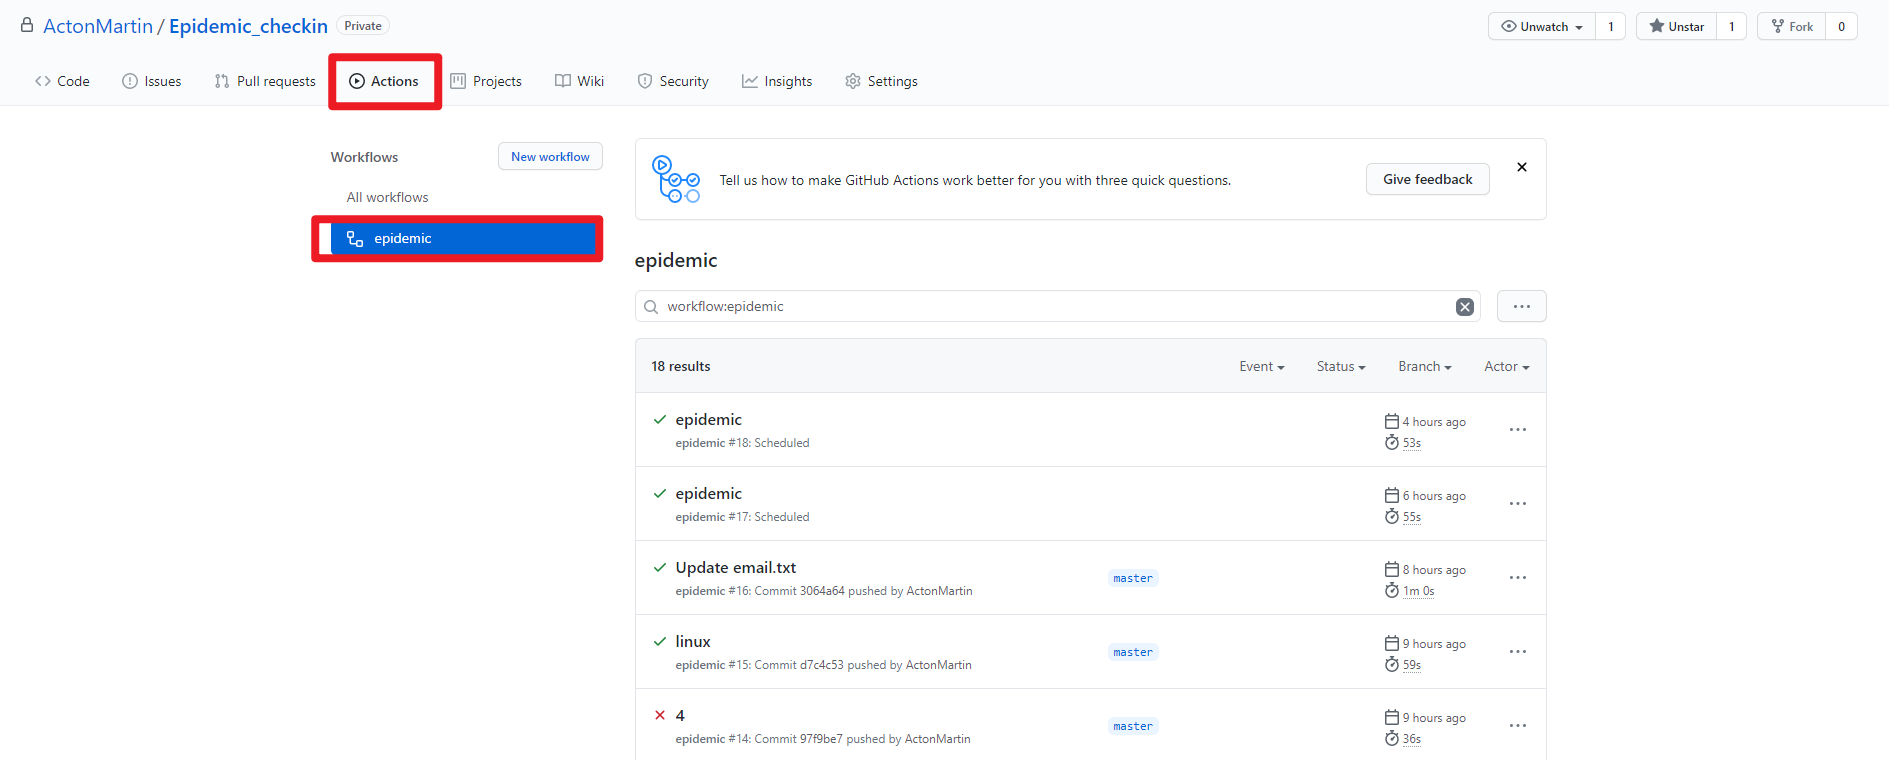 ActonMartin / Epidemic_checkin Private
Unwatch 1 Unstar 1 Fork 0
Code Issues Pull requests Actions Projects Wiki Security Insights Settings
Workflows New workflow
All workflows
epidemic
Tell us how to make GitHub Actions work better for you with three quick questions. Give feedback
epidemic
workflow:epidemic ...
18 results Event Status Branch Actor
epidemic 4 hours ago ...
epidemic #18: Scheduled 53s
epidemic 6 hours ago ...
epidemic #17: Scheduled 55s
Update email.txt master 8 hours ago ...
epidemic #16: Commit 3064a64 pushed by ActonMartin 1m 0s
linux master 9 hours ago ...
epidemic #15: Commit d7c4c53 pushed by ActonMartin 59s
4 master 9 hours ago ...
epidemic #14: Commit 97f9be7 pushed by ActonMartin 36s